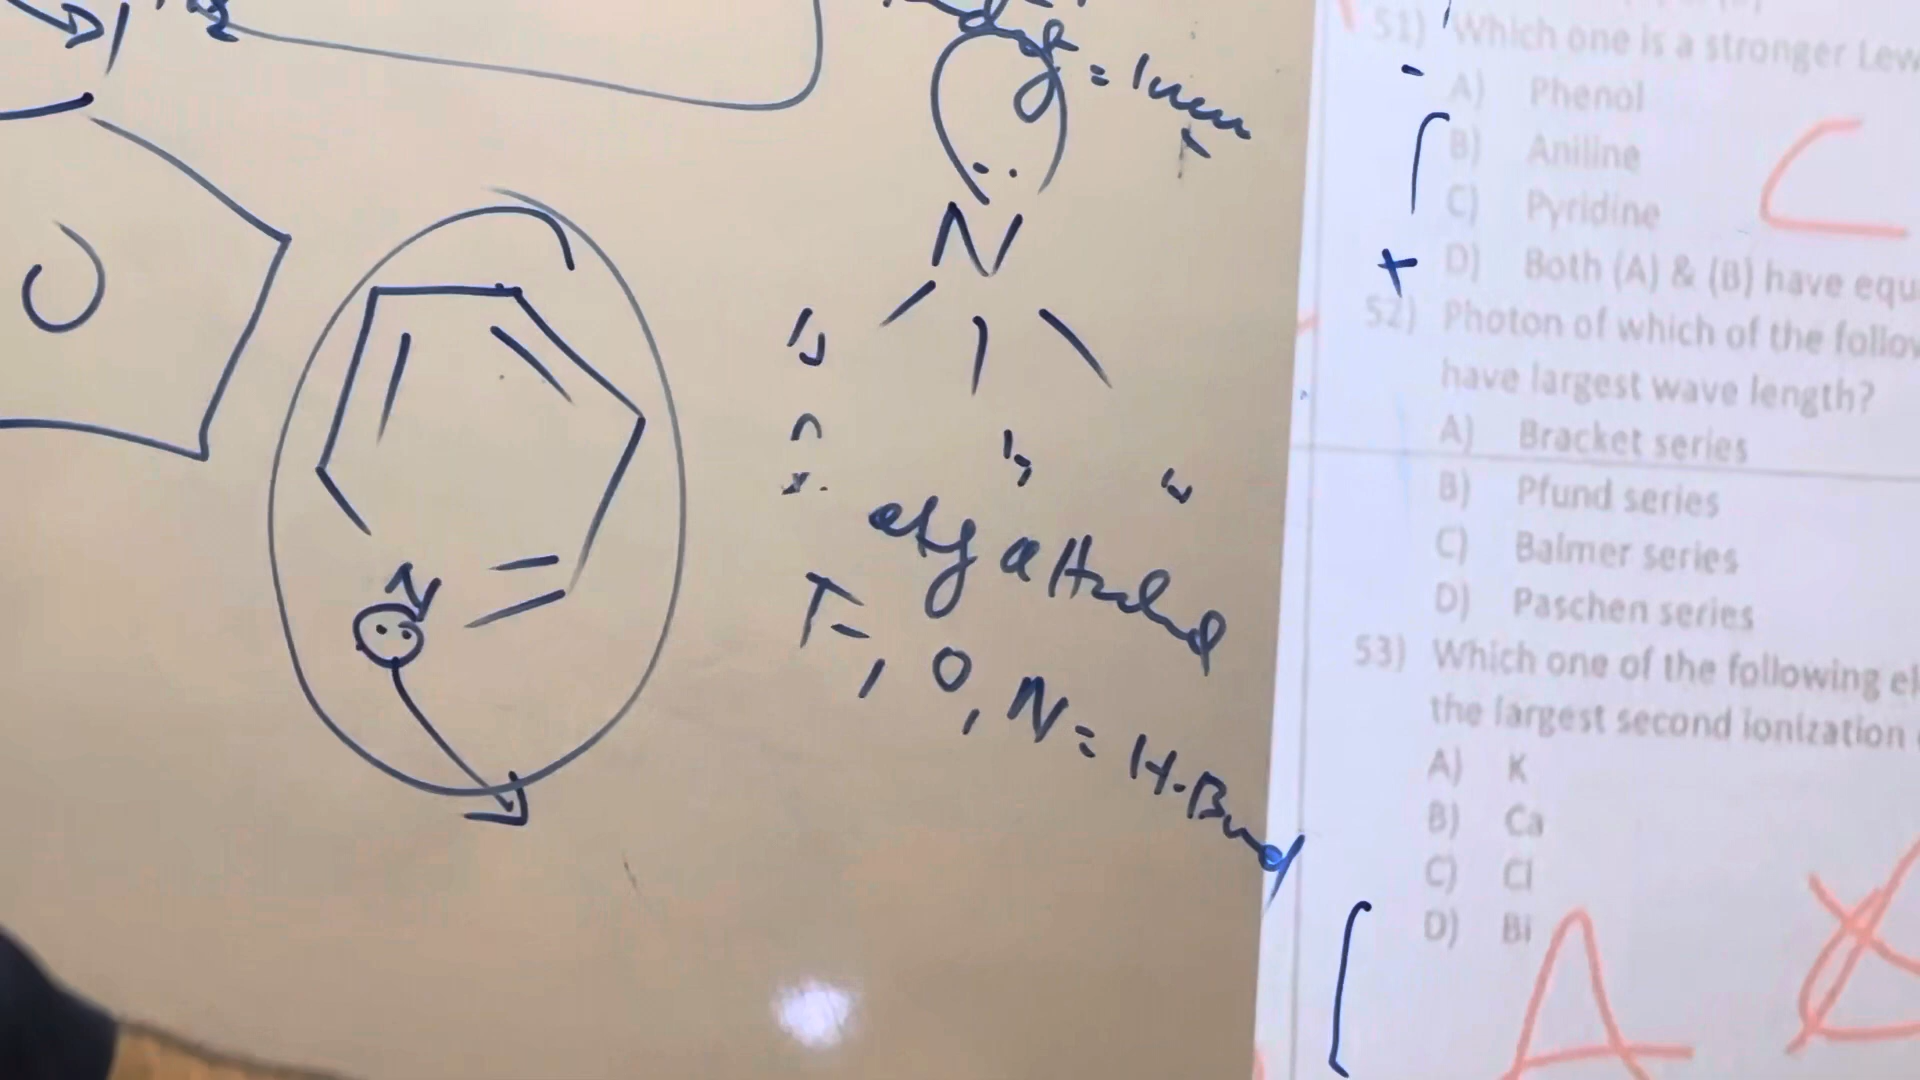 N
N
F, O, N = H-Bond
51) Which one is a stronger Lew
A) Phenol
B) Aniline
C) Pyridine
D) Both (A) & (B) have equ
C
52) Photon of which of the follow
have largest wave length?
A) Bracket series
B) Pfund series
C) Balmer series
D) Paschen series
53) Which one of the following el
the largest second ionization
A) K
B) Ca
C) Cl
D) Bi
A